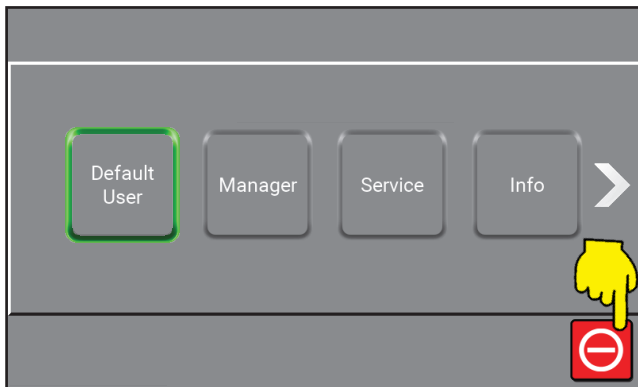 Default
User
Manager
Service
Info